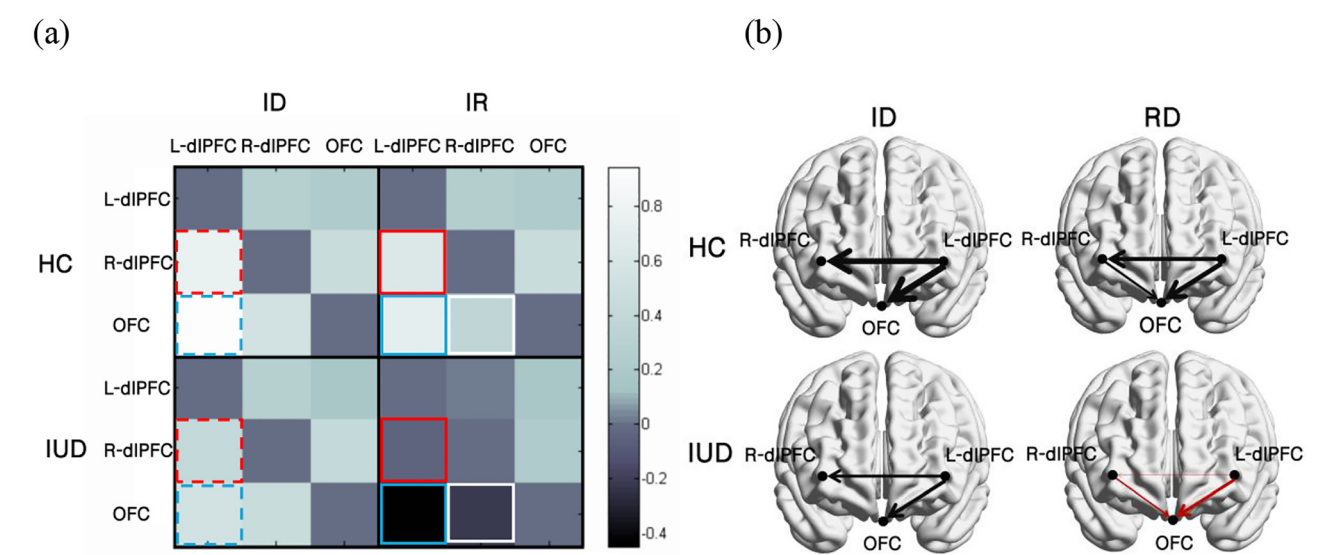 (a)
ID IR
L-dlPFC R-dlPFC OFC L-dlPFC R-dlPFC OFC
L-dlPFC
HC R-dlPFC
OFC
L-dlPFC
IUD R-dlPFC
OFC
0.8
0.6
0.4
0.2
0
-0.2
-0.4
(b)
ID RD
HC
R-dlPFC L-dlPFC
OFC
R-dlPFC L-dlPFC
OFC
IUD
R-dlPFC L-dlPFC
OFC
R-dlPFC L-dlPFC
OFC